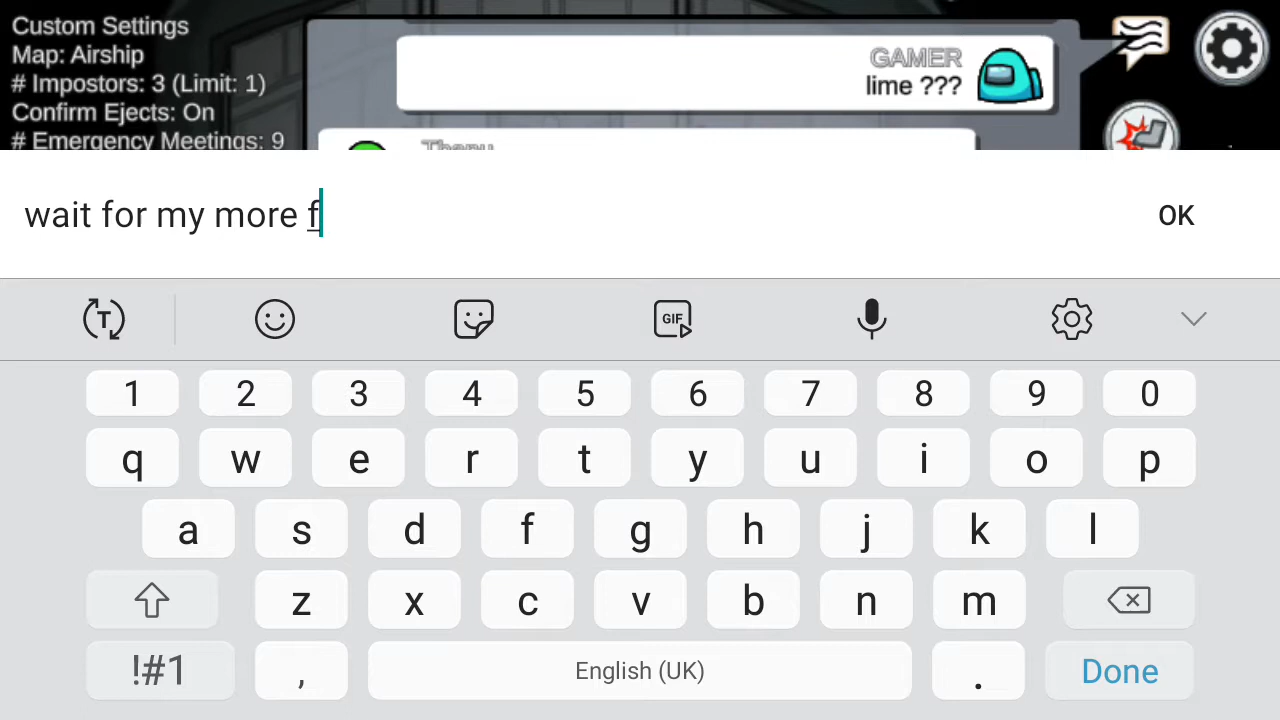 Custom Settings
Map: Airship
# Impostors: 3 (Limit: 1)
Confirm Ejects: On
# Emergency Meetings: 9
GAMER
lime ???
Thanu
wait for my more f
OK
T
GIF
1 2 3 4 5 6 7 8 9 0
q w e r t y u i o p
a s d f g h j k l
z x c v b n m
!#1 , English (UK) . Done